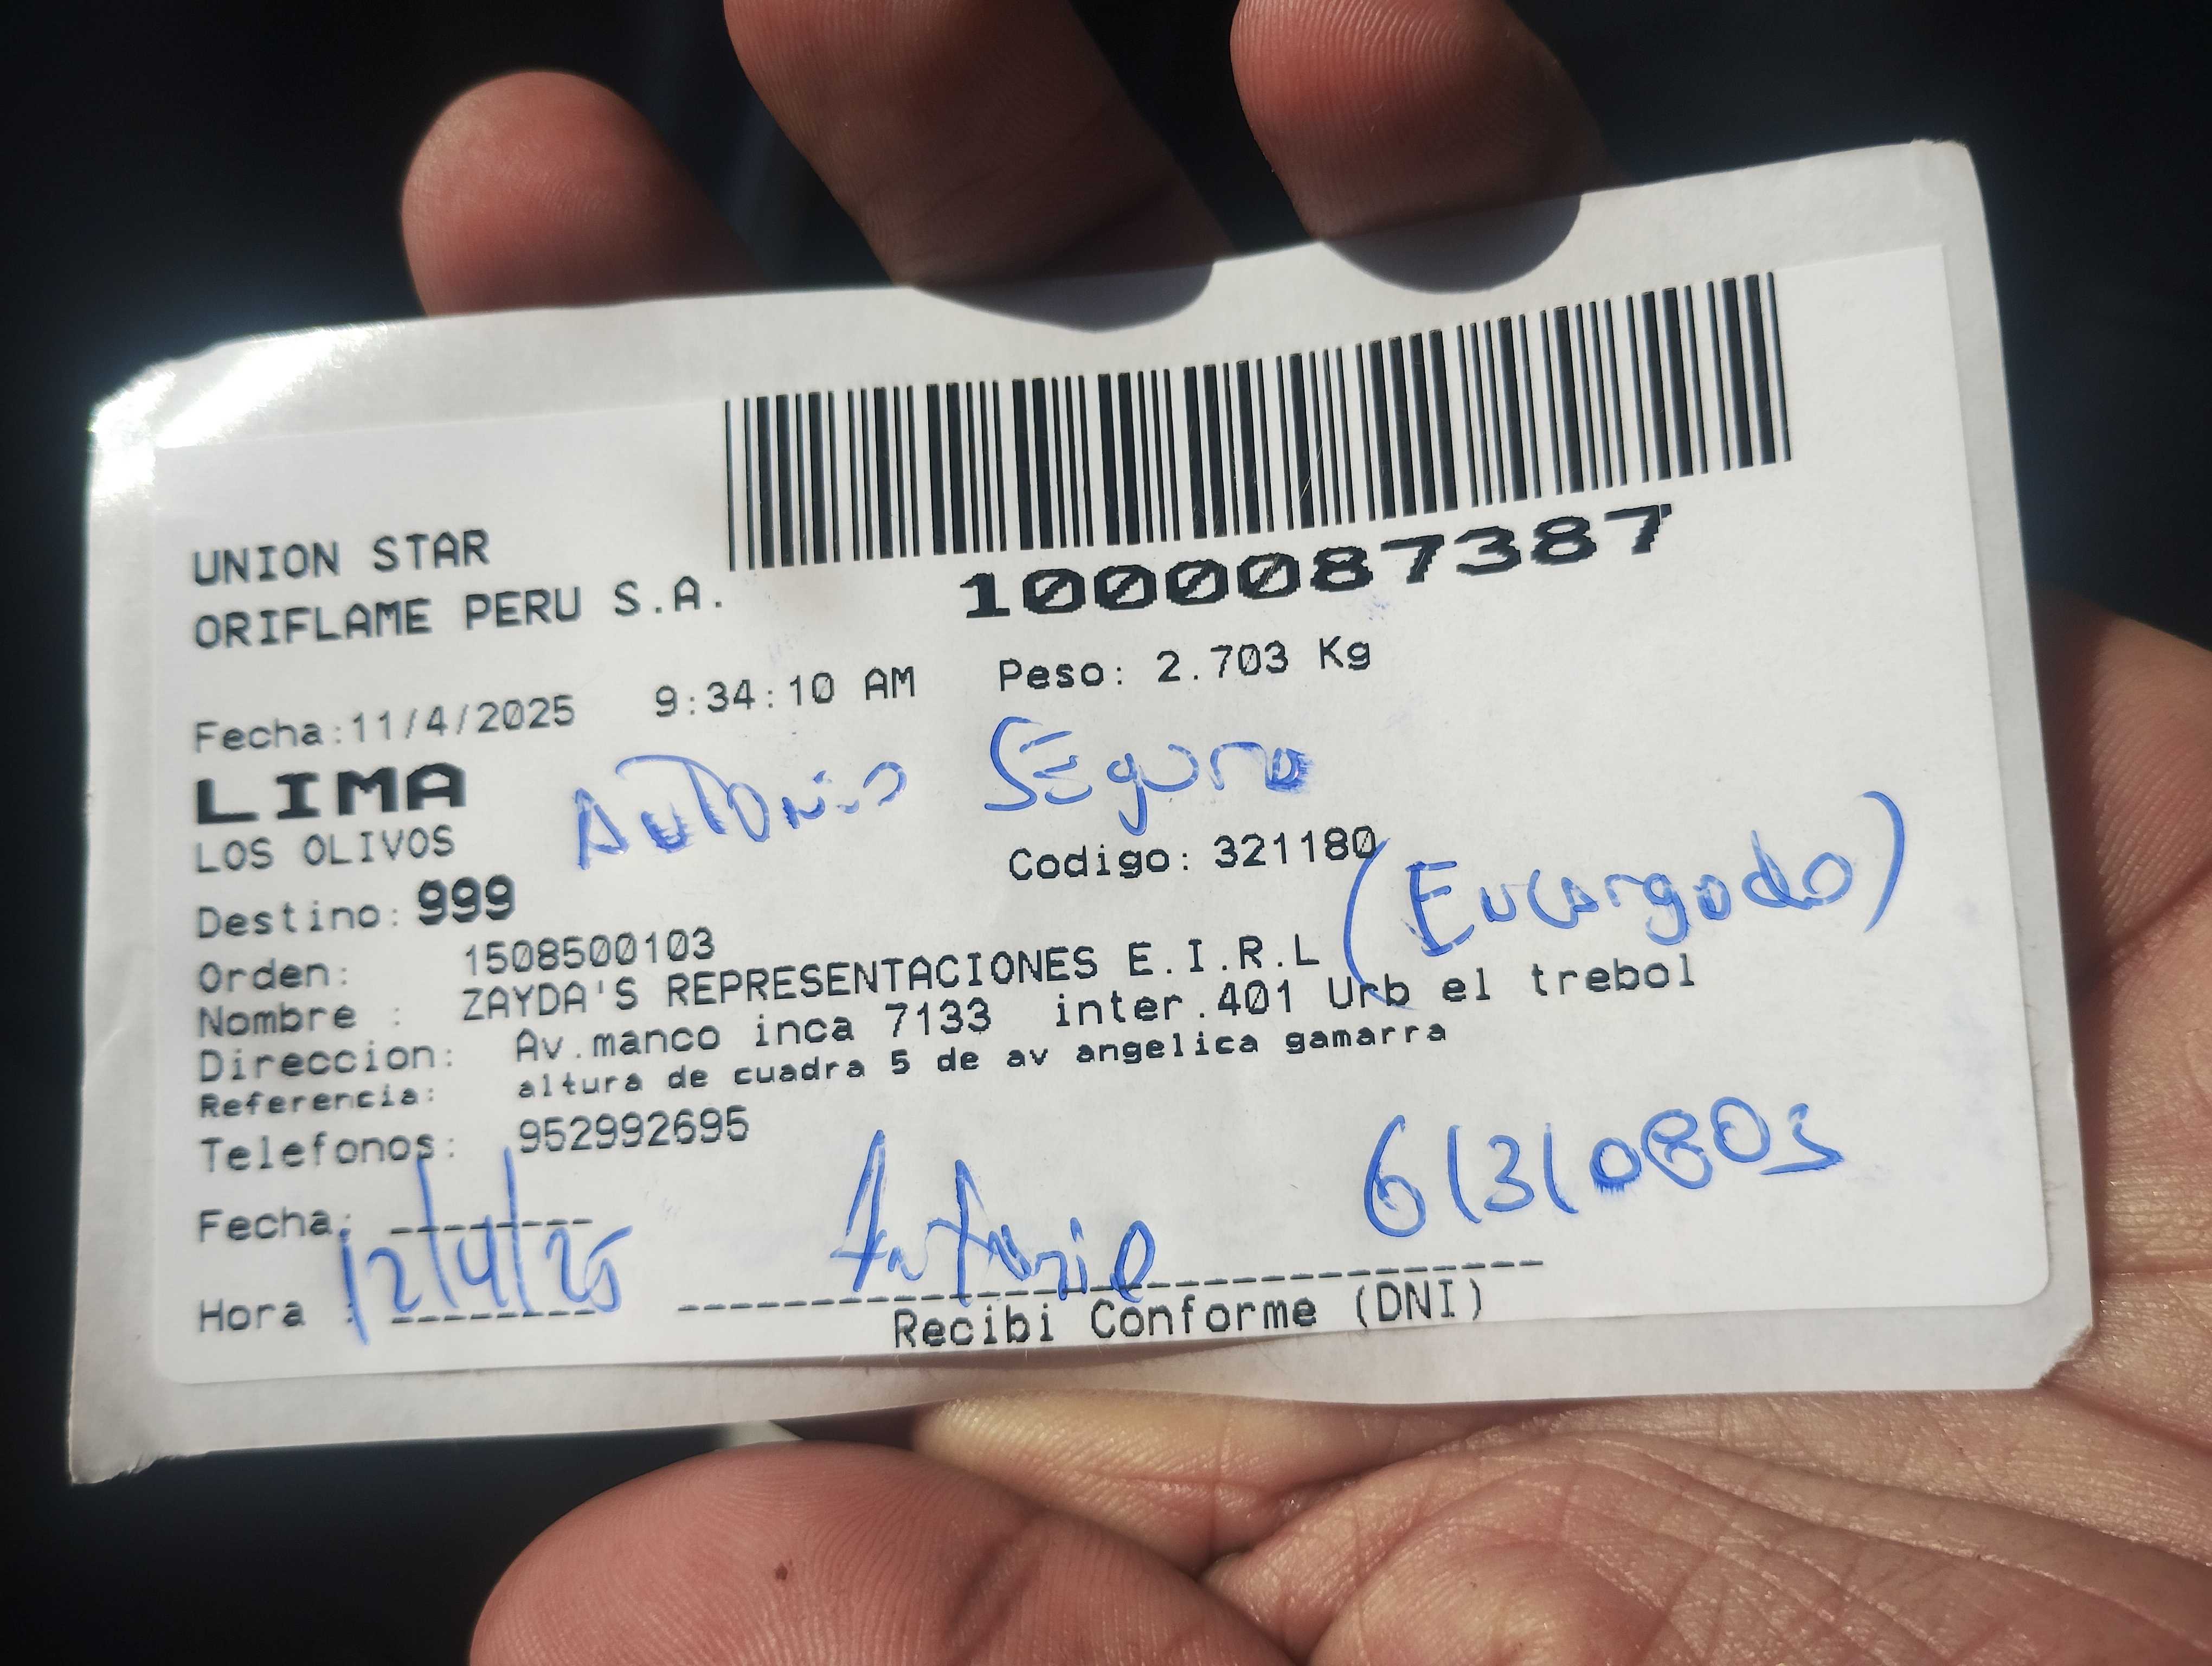 UNION STAR
ORIFLAME PERU S.A.
1000087387
Fecha:11/4/2025 9:34:10 AM Peso: 2.703 Kg
LIMA
Antonio Seguro
LOS OLIVOS
Codigo: 321180
(Encargado)
Destino: 999
Orden: 1508500103
Nombre : ZAYDA'S REPRESENTACIONES E.I.R.L
Direccion: Av.manco inca 7133 inter.401 Urb el trebol
Referencia: altura de cuadra 5 de av angelica gamarra
Telefonos: 952992695
Fecha: 12/4/25
Antonio
Hora :
Recibi Conforme (DNI)